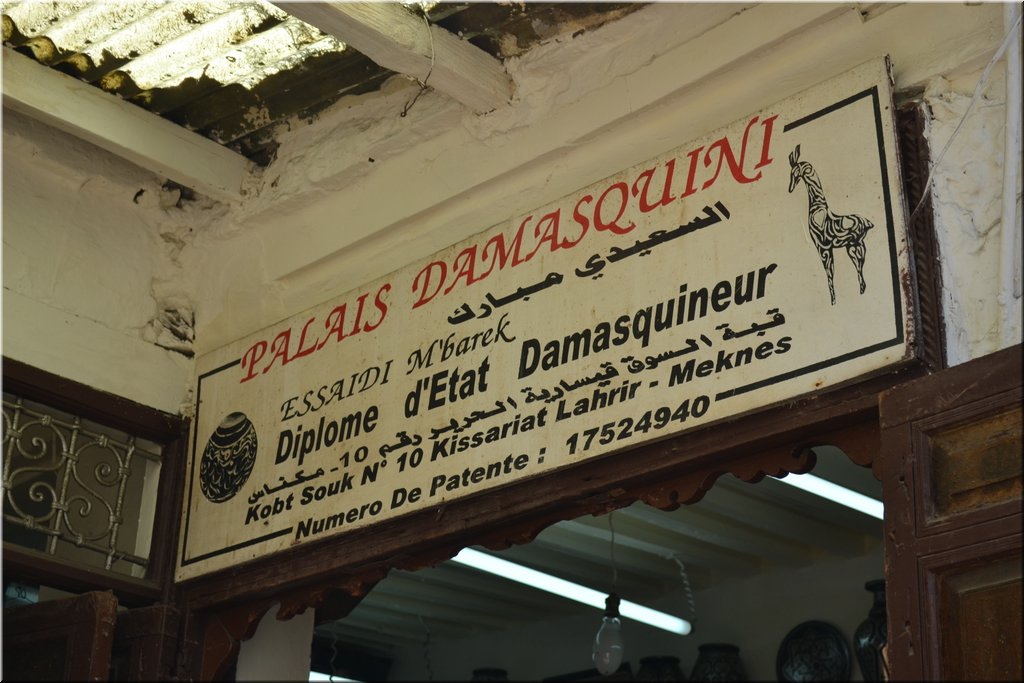 PALAIS DAMASQUINI
السعيدي مبارك
ESSAIDI M'barek
Diplome d'Etat Damasquineur
قبة السوق قيسارية الحرير رقم 10 - مكناس
Kobt Souk N° 10 Kissariat Lahrir - Meknes
Numero De Patente : 17524940